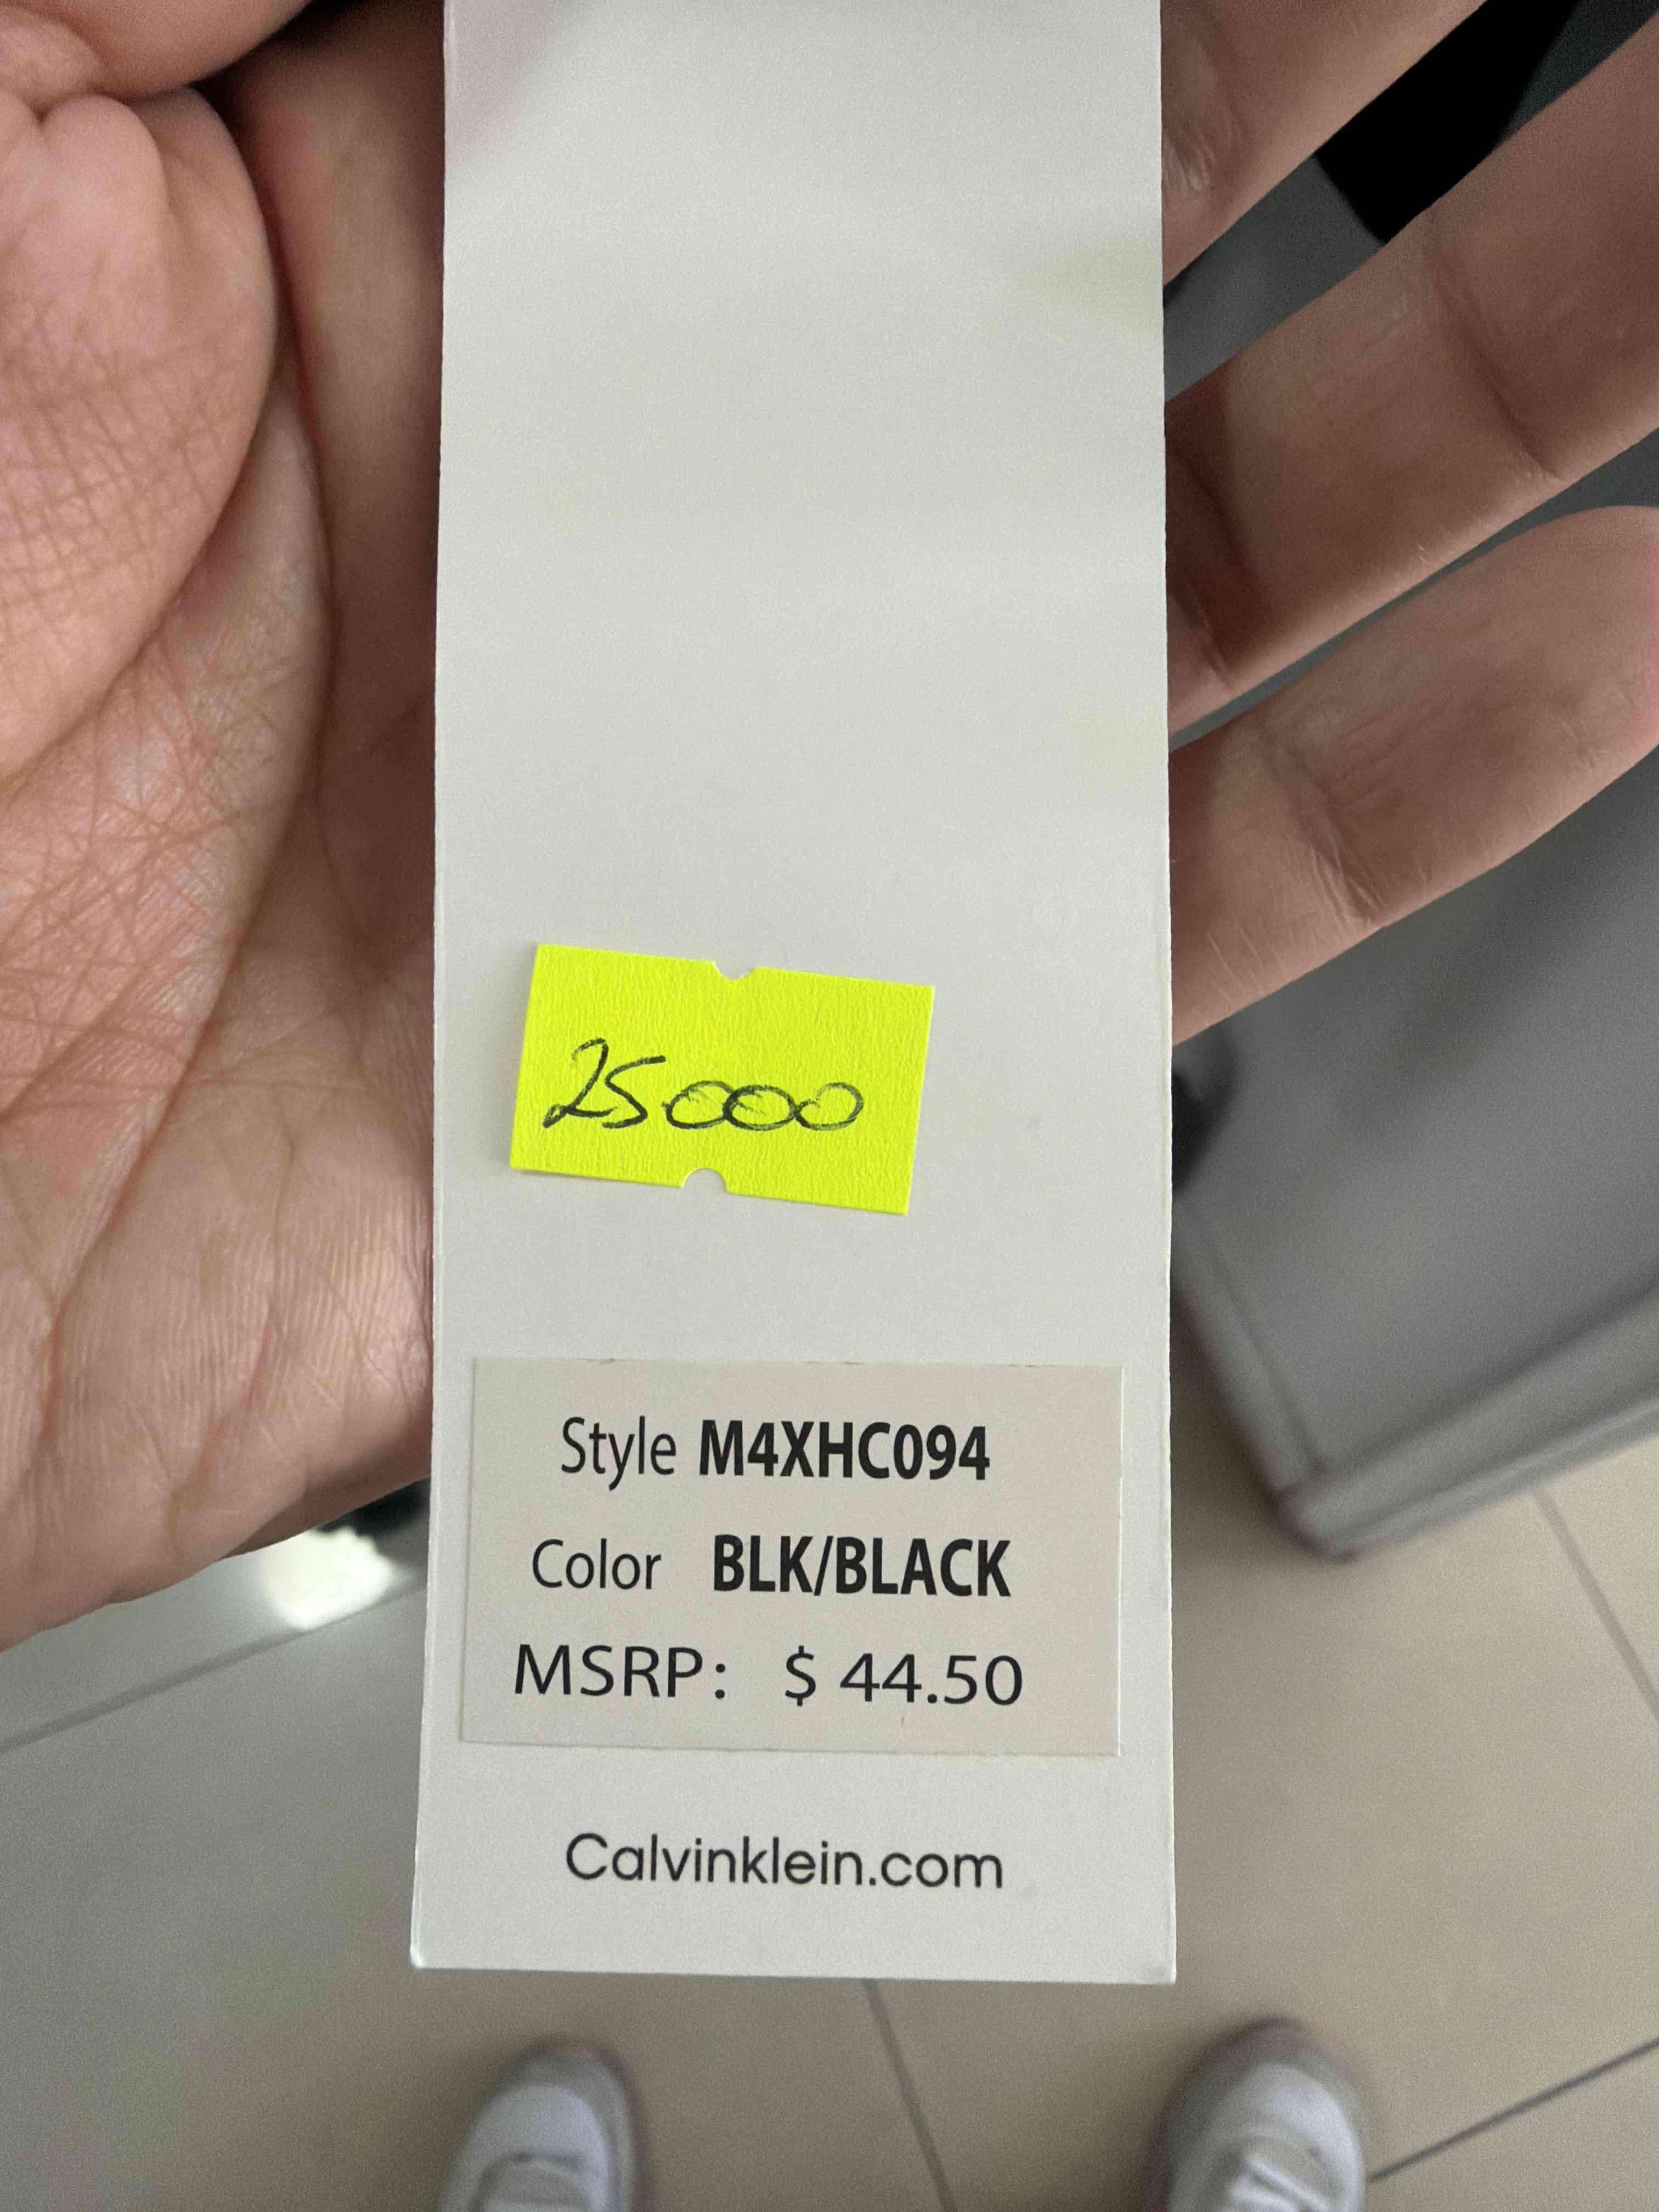 25000
Style M4XHC094
Color BLK/BLACK
MSRP: $ 44.50
Calvinklein.com